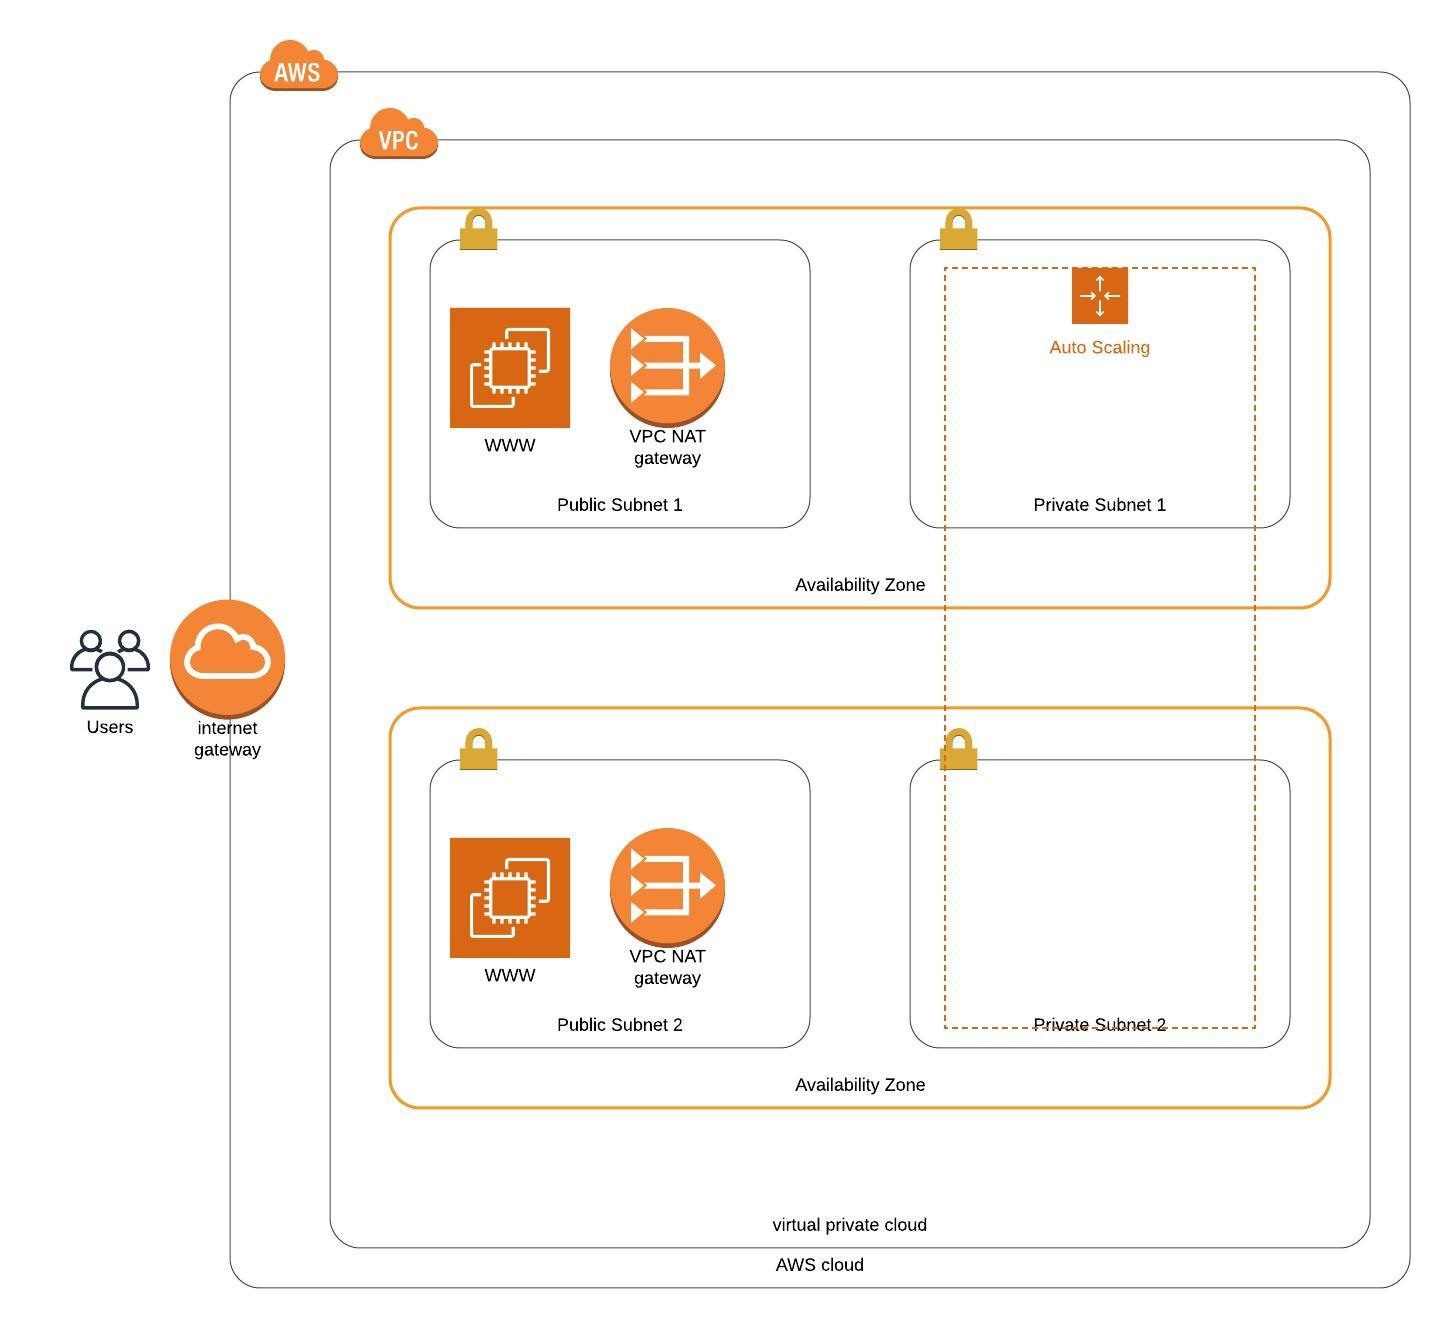 AWS
VPC
Auto Scaling
WWW
VPC NAT
gateway
Public Subnet 1
Private Subnet 1
Availability Zone
Users
internet
gateway
WWW
VPC NAT
gateway
Public Subnet 2
Private Subnet 2
Availability Zone
virtual private cloud
AWS cloud